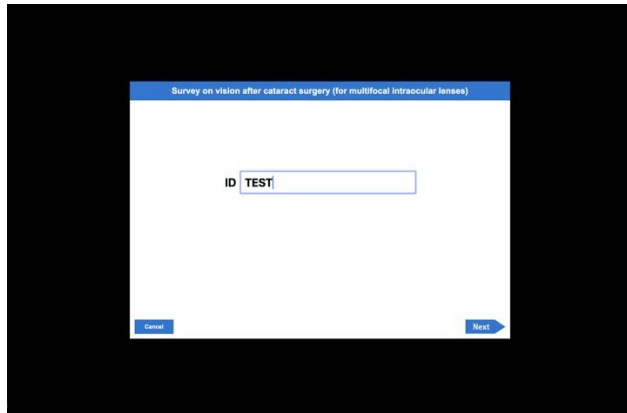 Survey on vision after cataract surgery (for multifocal intraocular lenses)
ID TEST
Cancel Next